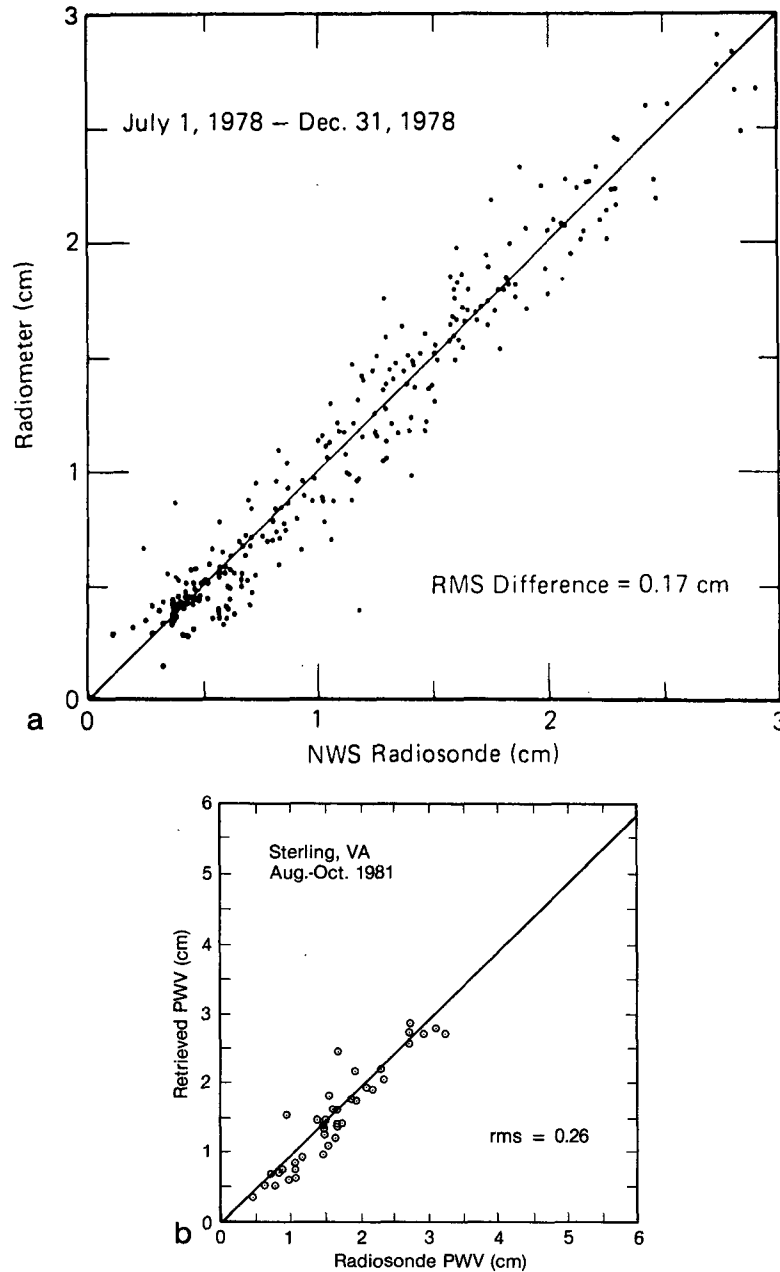 3
July 1, 1978 – Dec. 31, 1978
2
Radiometer (cm)
1
RMS Difference = 0.17 cm
0
a
0 1 2 3
NWS Radiosonde (cm)
6
Sterling, VA
Aug.-Oct. 1981
5
4
Retrieved PWV (cm)
3
2
rms = 0.26
1
0
b
0 1 2 3 4 5 6
Radiosonde PWV (cm)